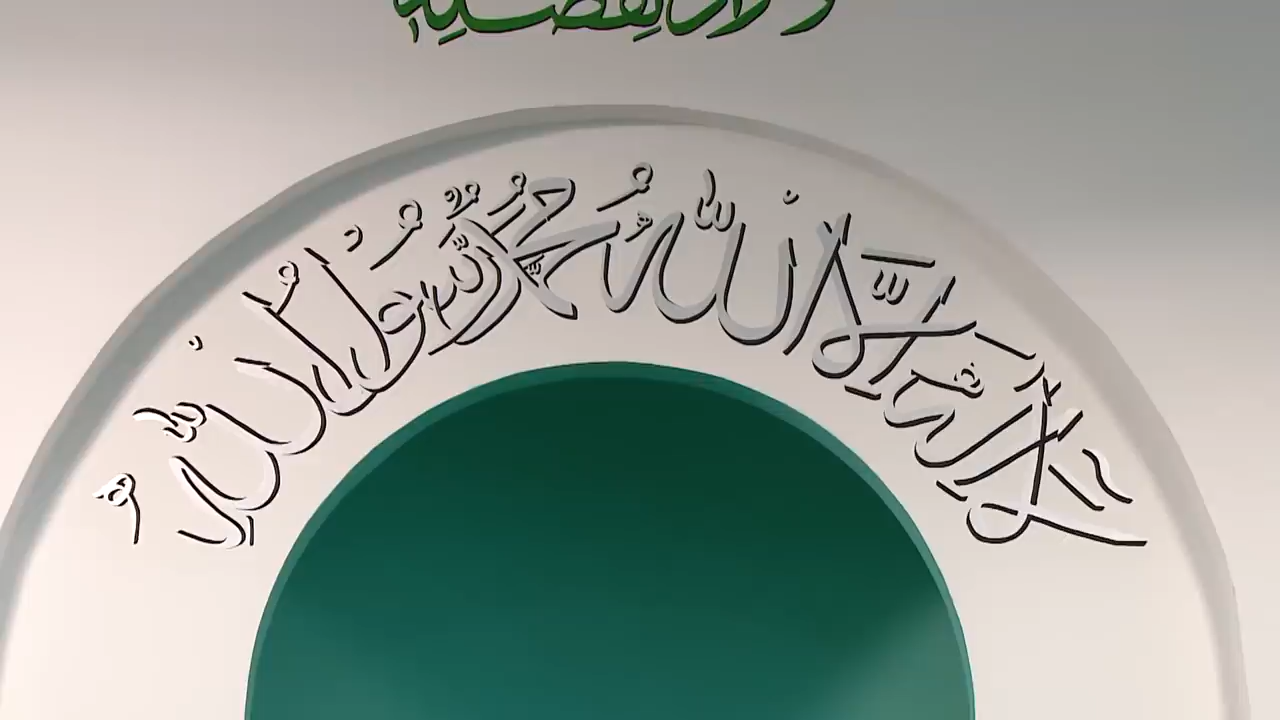 لا إله إلا الله محمد رسول الله